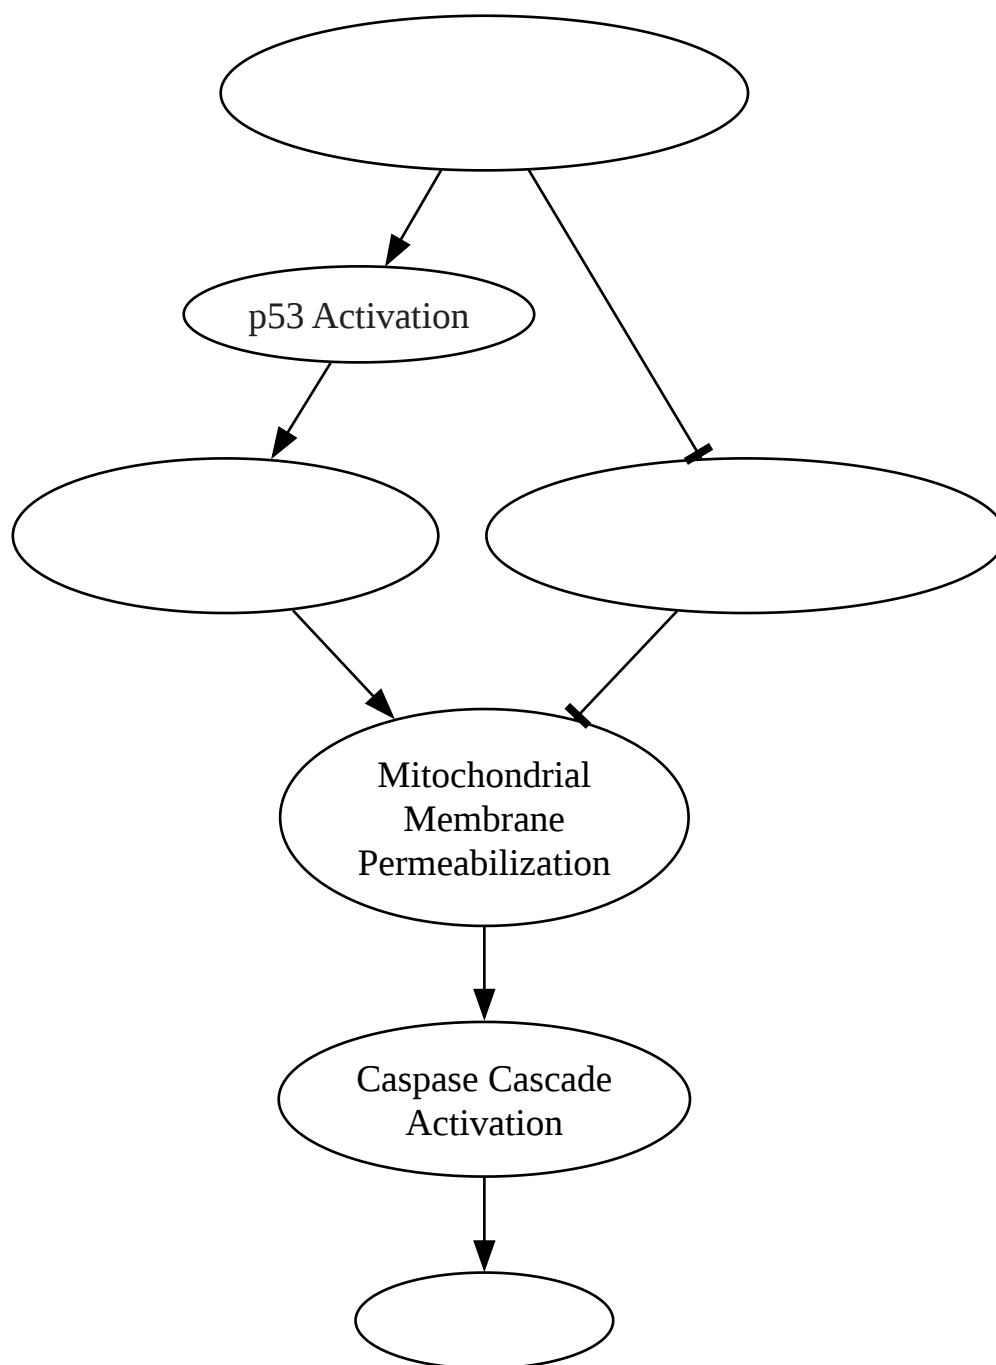 p53 Activation
Mitochondrial
Membrane
Permeabilization
Caspase Cascade
Activation